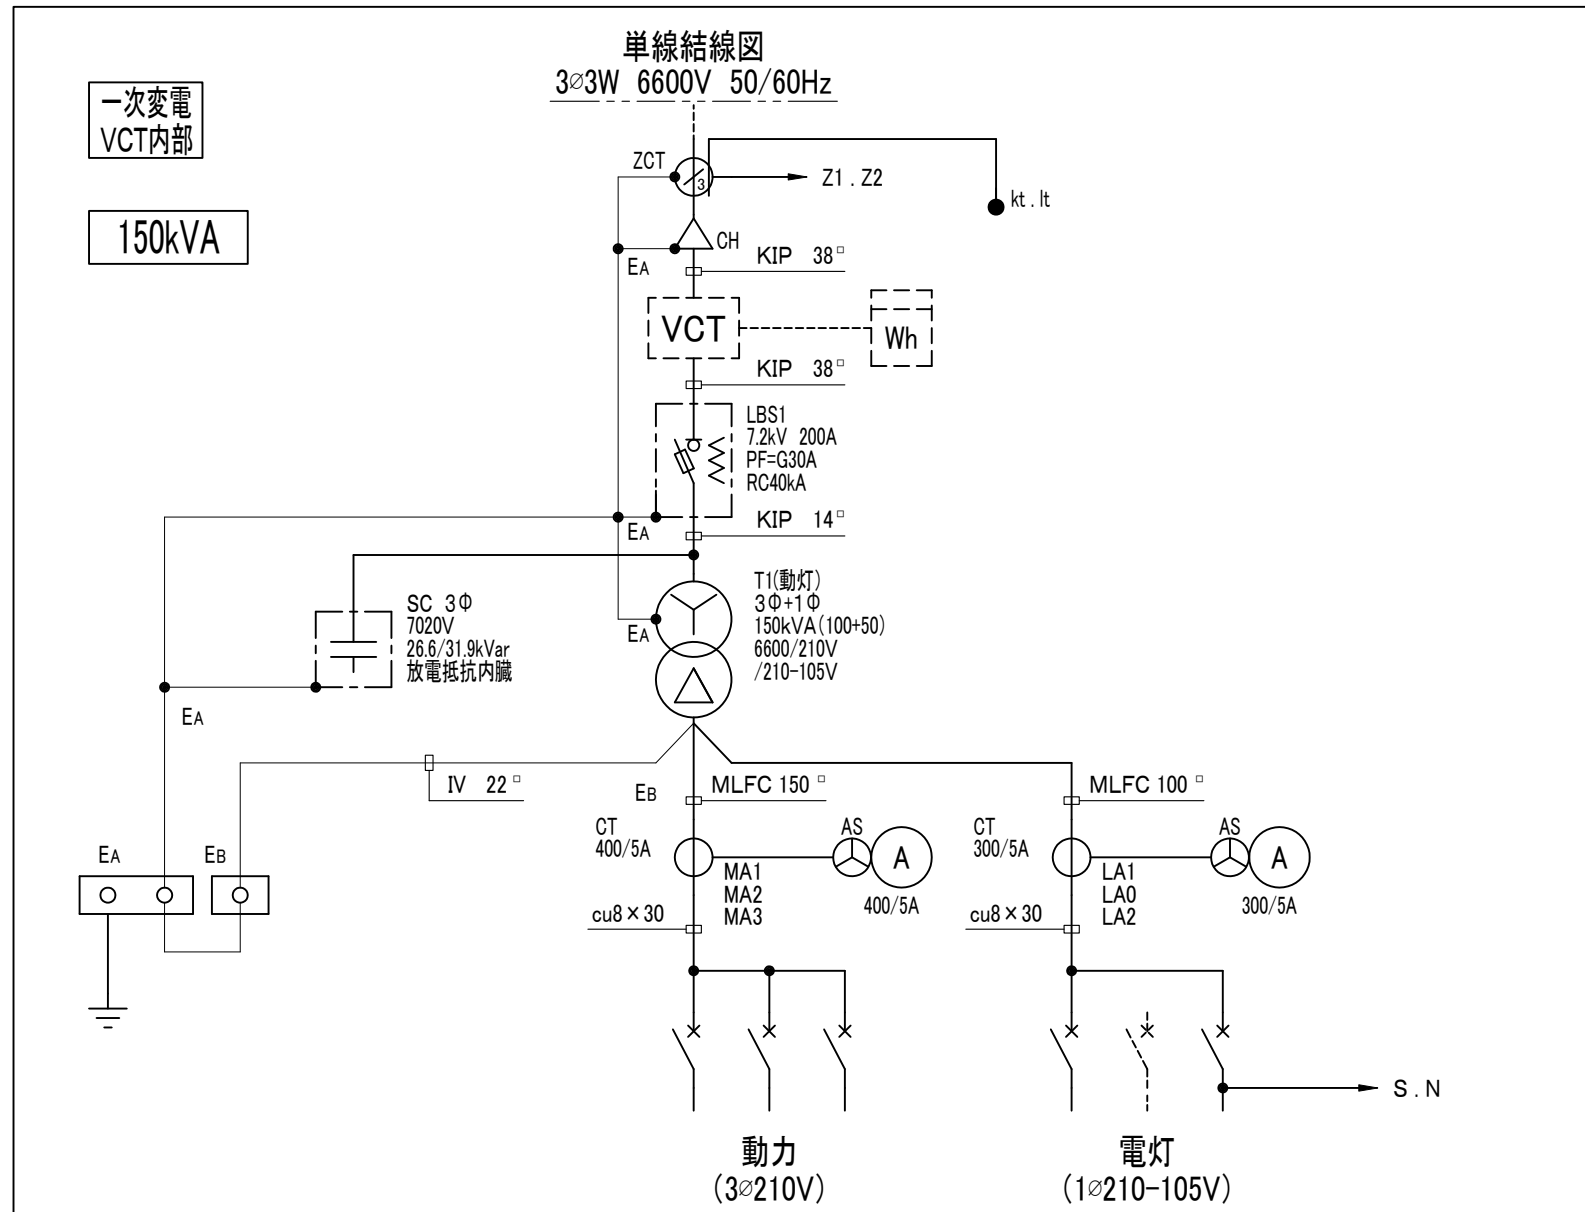 単線結線図
3∅3W 6600V 50/60Hz
一次変電
VCT内部
150kVA
ZCT
3
Z1 . Z2
kt . lt
CH
EA
KIP 38□
VCT
Wh
KIP 38□
LBS1
7.2kV 200A
PF=G30A
RC40kA
EA
KIP 14□
T1(動灯)
3Φ+1Φ
150kVA(100+50)
6600/210V
/210-105V
EA
SC 3Φ
7020V
26.6/31.9kVar
放電抵抗内臓
EA
IV 22□
EB
MLFC 150□
MLFC 100□
CT
400/5A
AS
A
MA1
MA2
MA3
400/5A
CT
300/5A
AS
A
LA1
LA0
LA2
300/5A
EA
EB
cu8×30
cu8×30
S . N
動力
(3∅210V)
電灯
(1∅210-105V)